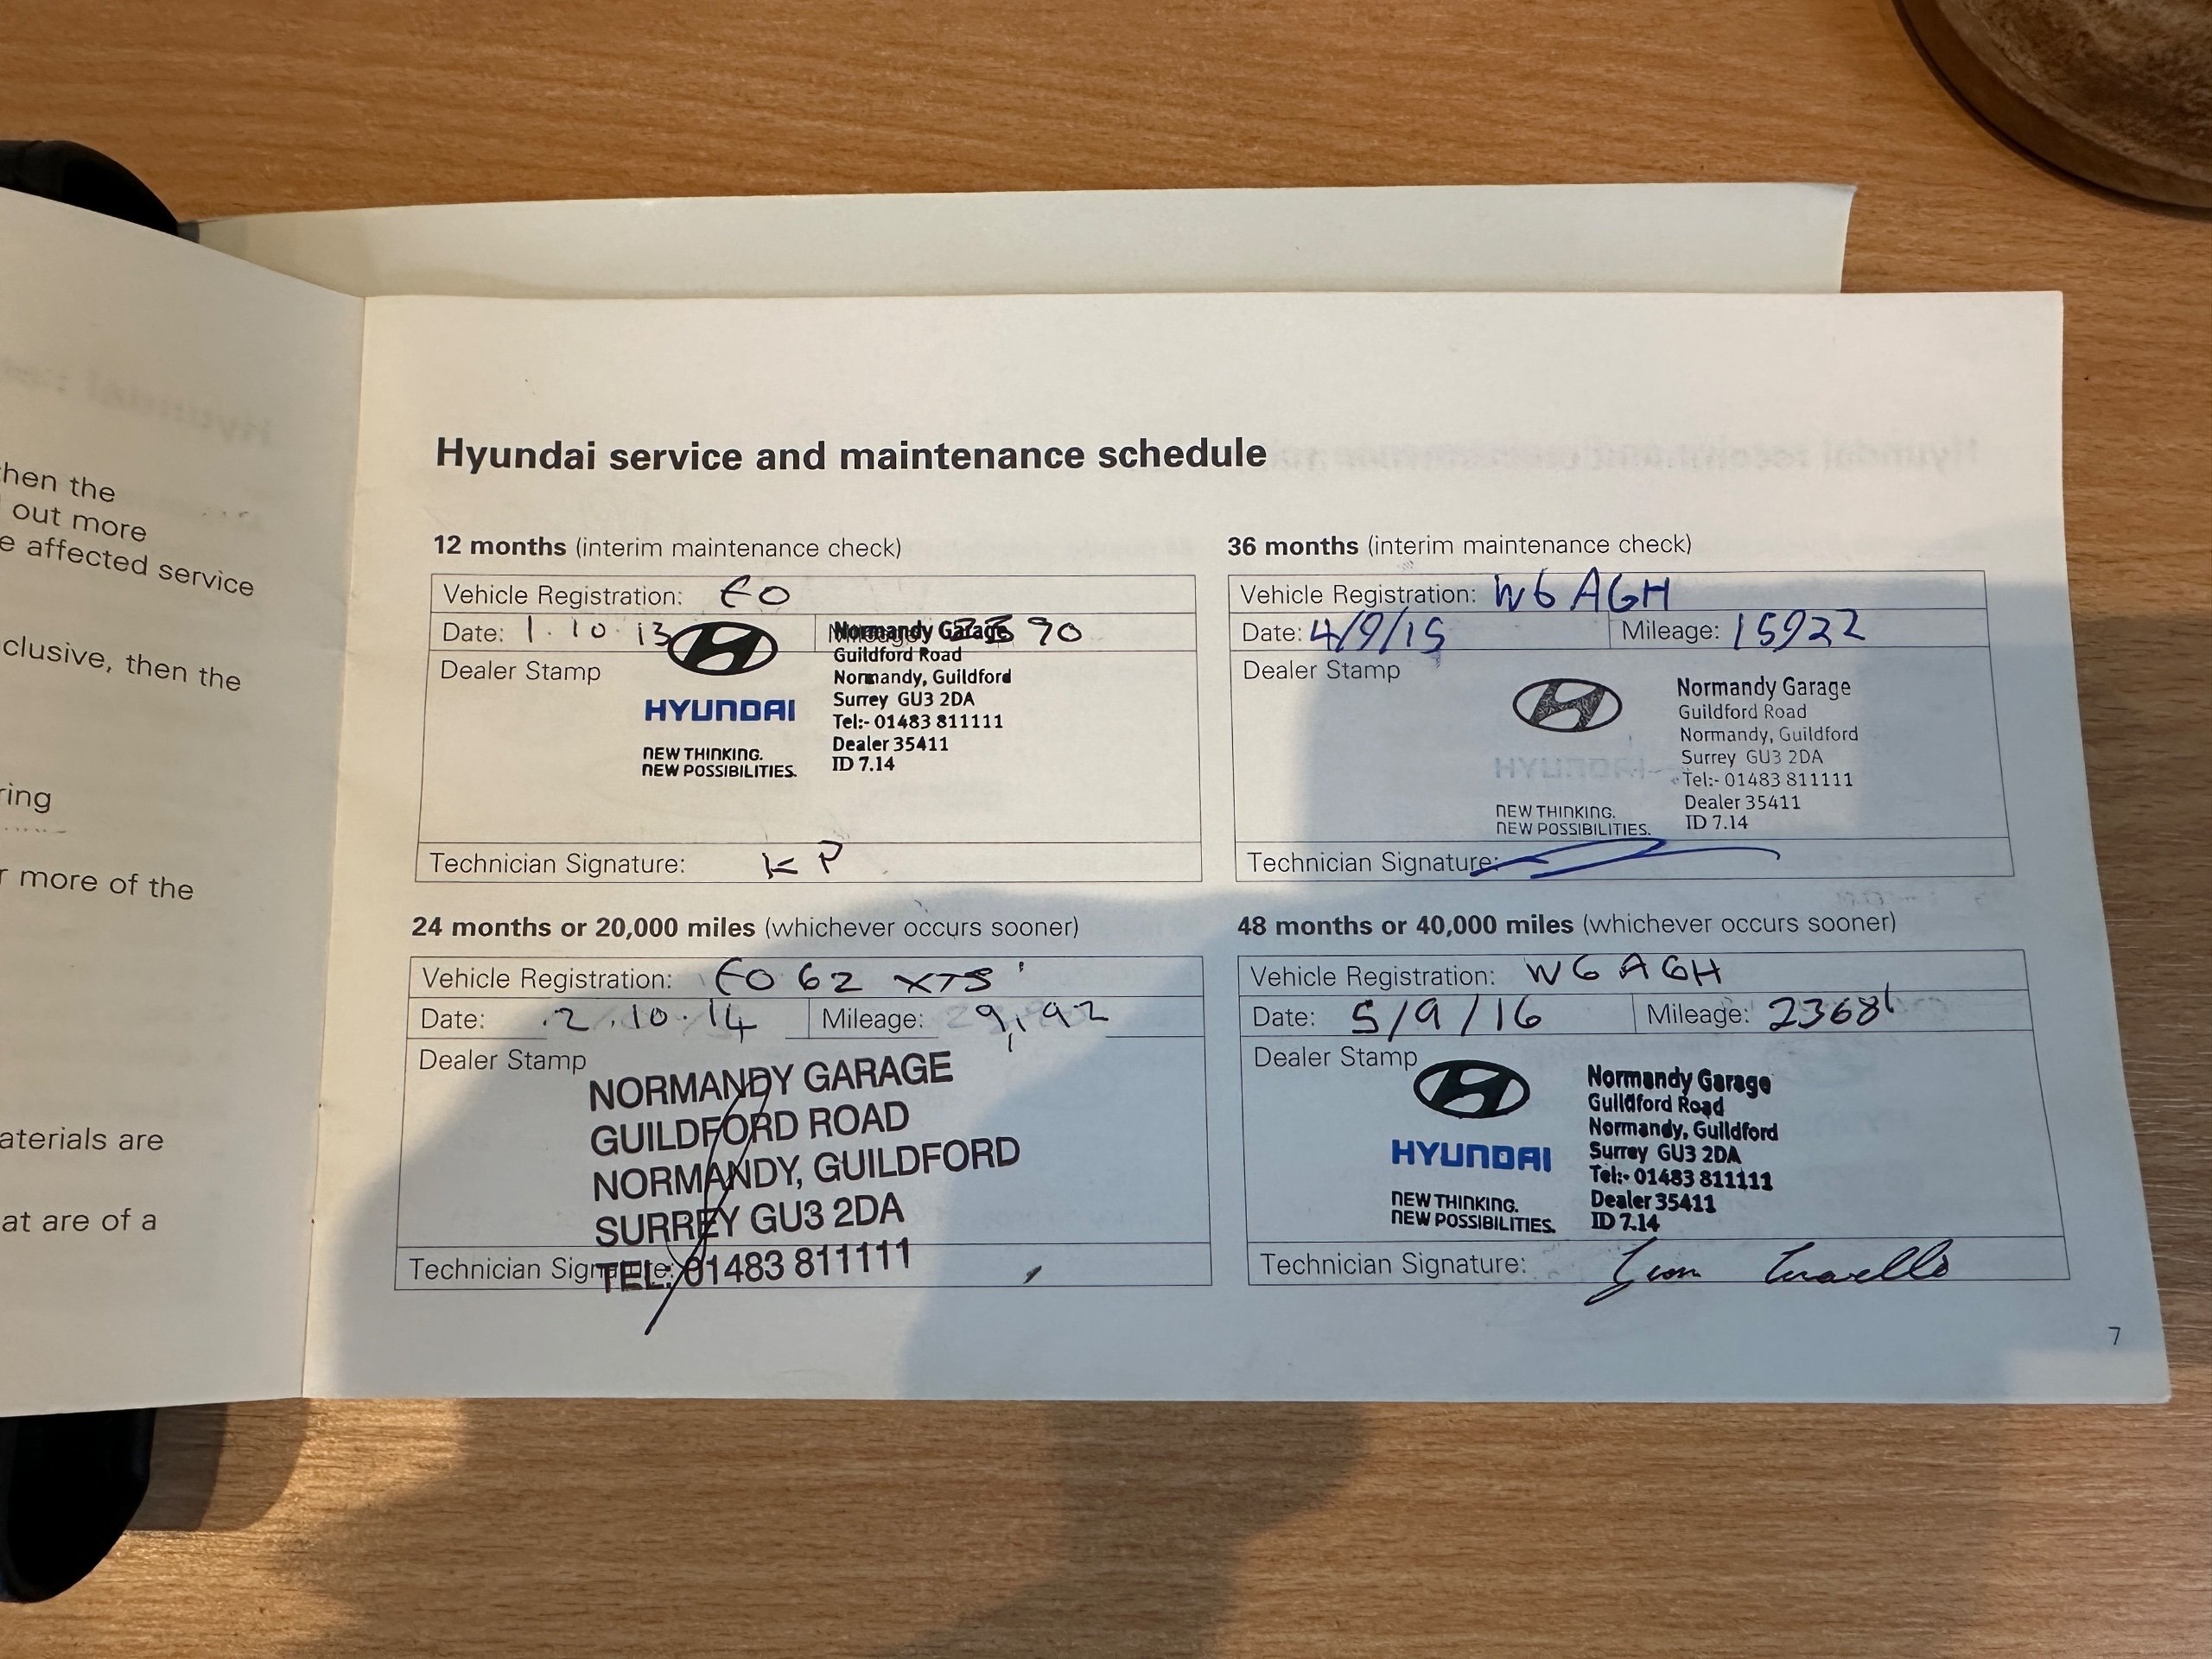 hen the
out more
e affected service
clusive, then the
ring
r more of the
aterials are
at are of a
Hyundai service and maintenance schedule
12 months (interim maintenance check)
Vehicle Registration: EO
Date: 1.10.13 90
Dealer Stamp
HYUNDAI
NEW THINKING.
NEW POSSIBILITIES.
Normandy Garage
Guildford Road
Normandy, Guildford
Surrey GU3 2DA
Tel:- 01483 811111
Dealer 35411
ID 7.14
Technician Signature: KP
24 months or 20,000 miles (whichever occurs sooner)
Vehicle Registration: EO 62 XTS
Date: 2.10.14 Mileage:
Dealer Stamp
NORMANDY GARAGE
GUILDFORD ROAD
NORMANDY, GUILDFORD
SURREY GU3 2DA
TEL: 01483 811111
Technician Signature:
36 months (interim maintenance check)
Vehicle Registration: W6 AGH
Date: 4/9/15 Mileage: 15922
Dealer Stamp
HYUNDAI
NEW THINKING.
NEW POSSIBILITIES.
Normandy Garage
Guildford Road
Normandy, Guildford
Surrey GU3 2DA
Tel:- 01483 811111
Dealer 35411
ID 7.14
Technician Signature:
48 months or 40,000 miles (whichever occurs sooner)
Vehicle Registration: W6 AGH
Date: 5/9/16 Mileage: 23681
Dealer Stamp
HYUNDAI
NEW THINKING.
NEW POSSIBILITIES.
Normandy Garage
Guildford Road
Normandy, Guildford
Surrey GU3 2DA
Tel:- 01483 811111
Dealer 35411
ID 7.14
Technician Signature:
7